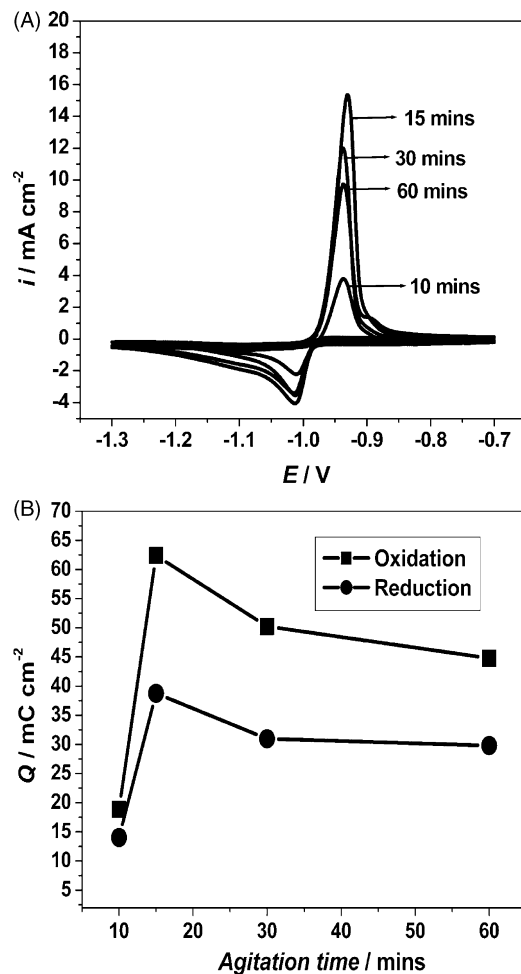 (A)
20
18
16
14
12
10
8
6
4
2
0
-2
-4
i / mA cm⁻²
15 mins
30 mins
60 mins
10 mins
-1.3 -1.2 -1.1 -1.0 -0.9 -0.8 -0.7
E / V
(B)
70
65
60
55
50
45
40
35
30
25
20
15
10
5
Q / mC cm⁻²
Oxidation
Reduction
10 20 30 40 50 60
Agitation time / mins